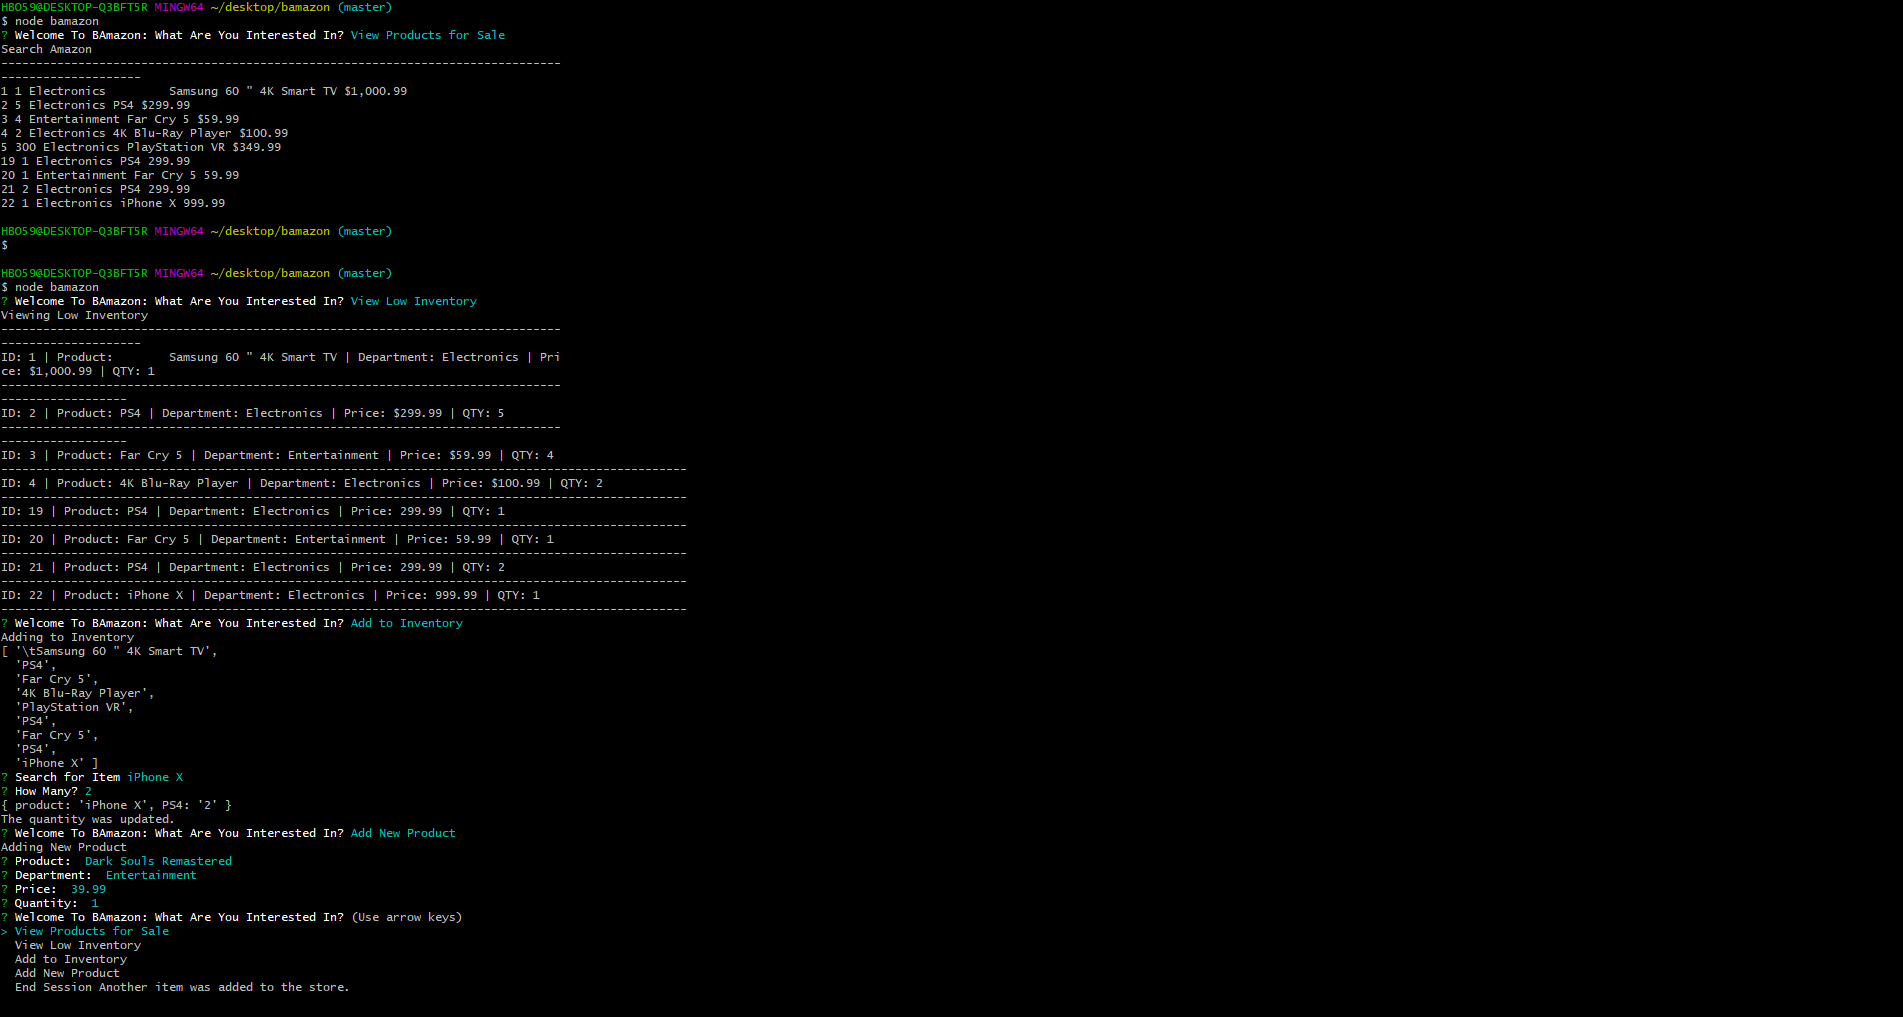 HBO59@DESKTOP-Q3BFT5R MINGW64 ~/desktop/bamazon (master)
$ node bamazon
? Welcome To BAmazon: What Are You Interested In? View Products for Sale
Search Amazon
--------------------------------------------------------------------------------
--------------------
1 1 Electronics         Samsung 60 " 4K Smart TV $1,000.99
2 5 Electronics PS4 $299.99
3 4 Entertainment Far Cry 5 $59.99
4 2 Electronics 4K Blu-Ray Player $100.99
5 300 Electronics PlayStation VR $349.99
19 1 Electronics PS4 299.99
20 1 Entertainment Far Cry 5 59.99
21 2 Electronics PS4 299.99
22 1 Electronics iPhone X 999.99
HBO59@DESKTOP-Q3BFT5R MINGW64 ~/desktop/bamazon (master)
$
HBO59@DESKTOP-Q3BFT5R MINGW64 ~/desktop/bamazon (master)
$ node bamazon
? Welcome To BAmazon: What Are You Interested In? View Low Inventory
Viewing Low Inventory
--------------------------------------------------------------------------------
--------------------
ID: 1 | Product:        Samsung 60 " 4K Smart TV | Department: Electronics | Pri
ce: $1,000.99 | QTY: 1
--------------------------------------------------------------------------------
------------------
ID: 2 | Product: PS4 | Department: Electronics | Price: $299.99 | QTY: 5
--------------------------------------------------------------------------------
------------------
ID: 3 | Product: Far Cry 5 | Department: Entertainment | Price: $59.99 | QTY: 4
--------------------------------------------------------------------------------------------------
ID: 4 | Product: 4K Blu-Ray Player | Department: Electronics | Price: $100.99 | QTY: 2
--------------------------------------------------------------------------------------------------
ID: 19 | Product: PS4 | Department: Electronics | Price: 299.99 | QTY: 1
--------------------------------------------------------------------------------------------------
ID: 20 | Product: Far Cry 5 | Department: Entertainment | Price: 59.99 | QTY: 1
--------------------------------------------------------------------------------------------------
ID: 21 | Product: PS4 | Department: Electronics | Price: 299.99 | QTY: 2
--------------------------------------------------------------------------------------------------
ID: 22 | Product: iPhone X | Department: Electronics | Price: 999.99 | QTY: 1
--------------------------------------------------------------------------------------------------
? Welcome To BAmazon: What Are You Interested In? Add to Inventory
Adding to Inventory
[ '\tSamsung 60 " 4K Smart TV',
  'PS4',
  'Far Cry 5',
  '4K Blu-Ray Player',
  'PlayStation VR',
  'PS4',
  'Far Cry 5',
  'PS4',
  'iPhone X' ]
? Search for Item iPhone X
? How Many? 2
{ product: 'iPhone X', PS4: '2' }
The quantity was updated.
? Welcome To BAmazon: What Are You Interested In? Add New Product
Adding New Product
? Product:  Dark Souls Remastered
? Department:  Entertainment
? Price:  39.99
? Quantity:  1
? Welcome To BAmazon: What Are You Interested In? (Use arrow keys)
> View Products for Sale
  View Low Inventory
  Add to Inventory
  Add New Product
  End Session Another item was added to the store.